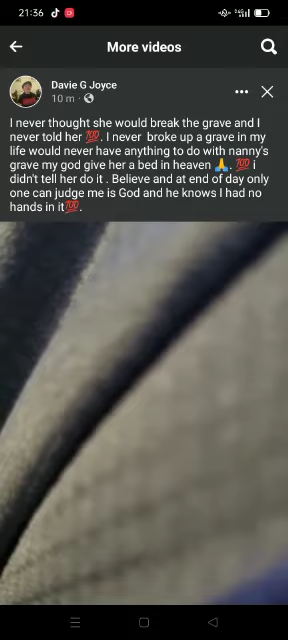 21:36
More videos
Davie G Joyce
10 m ·
I never thought she would break the grave and I
never told her 💯. I never broke up a grave in my
life would never have anything to do with nanny's
grave my god give her a bed in heaven 🙏. 💯 i
didn't tell her do it . Believe and at end of day only
one can judge me is God and he knows I had no
hands in it💯.